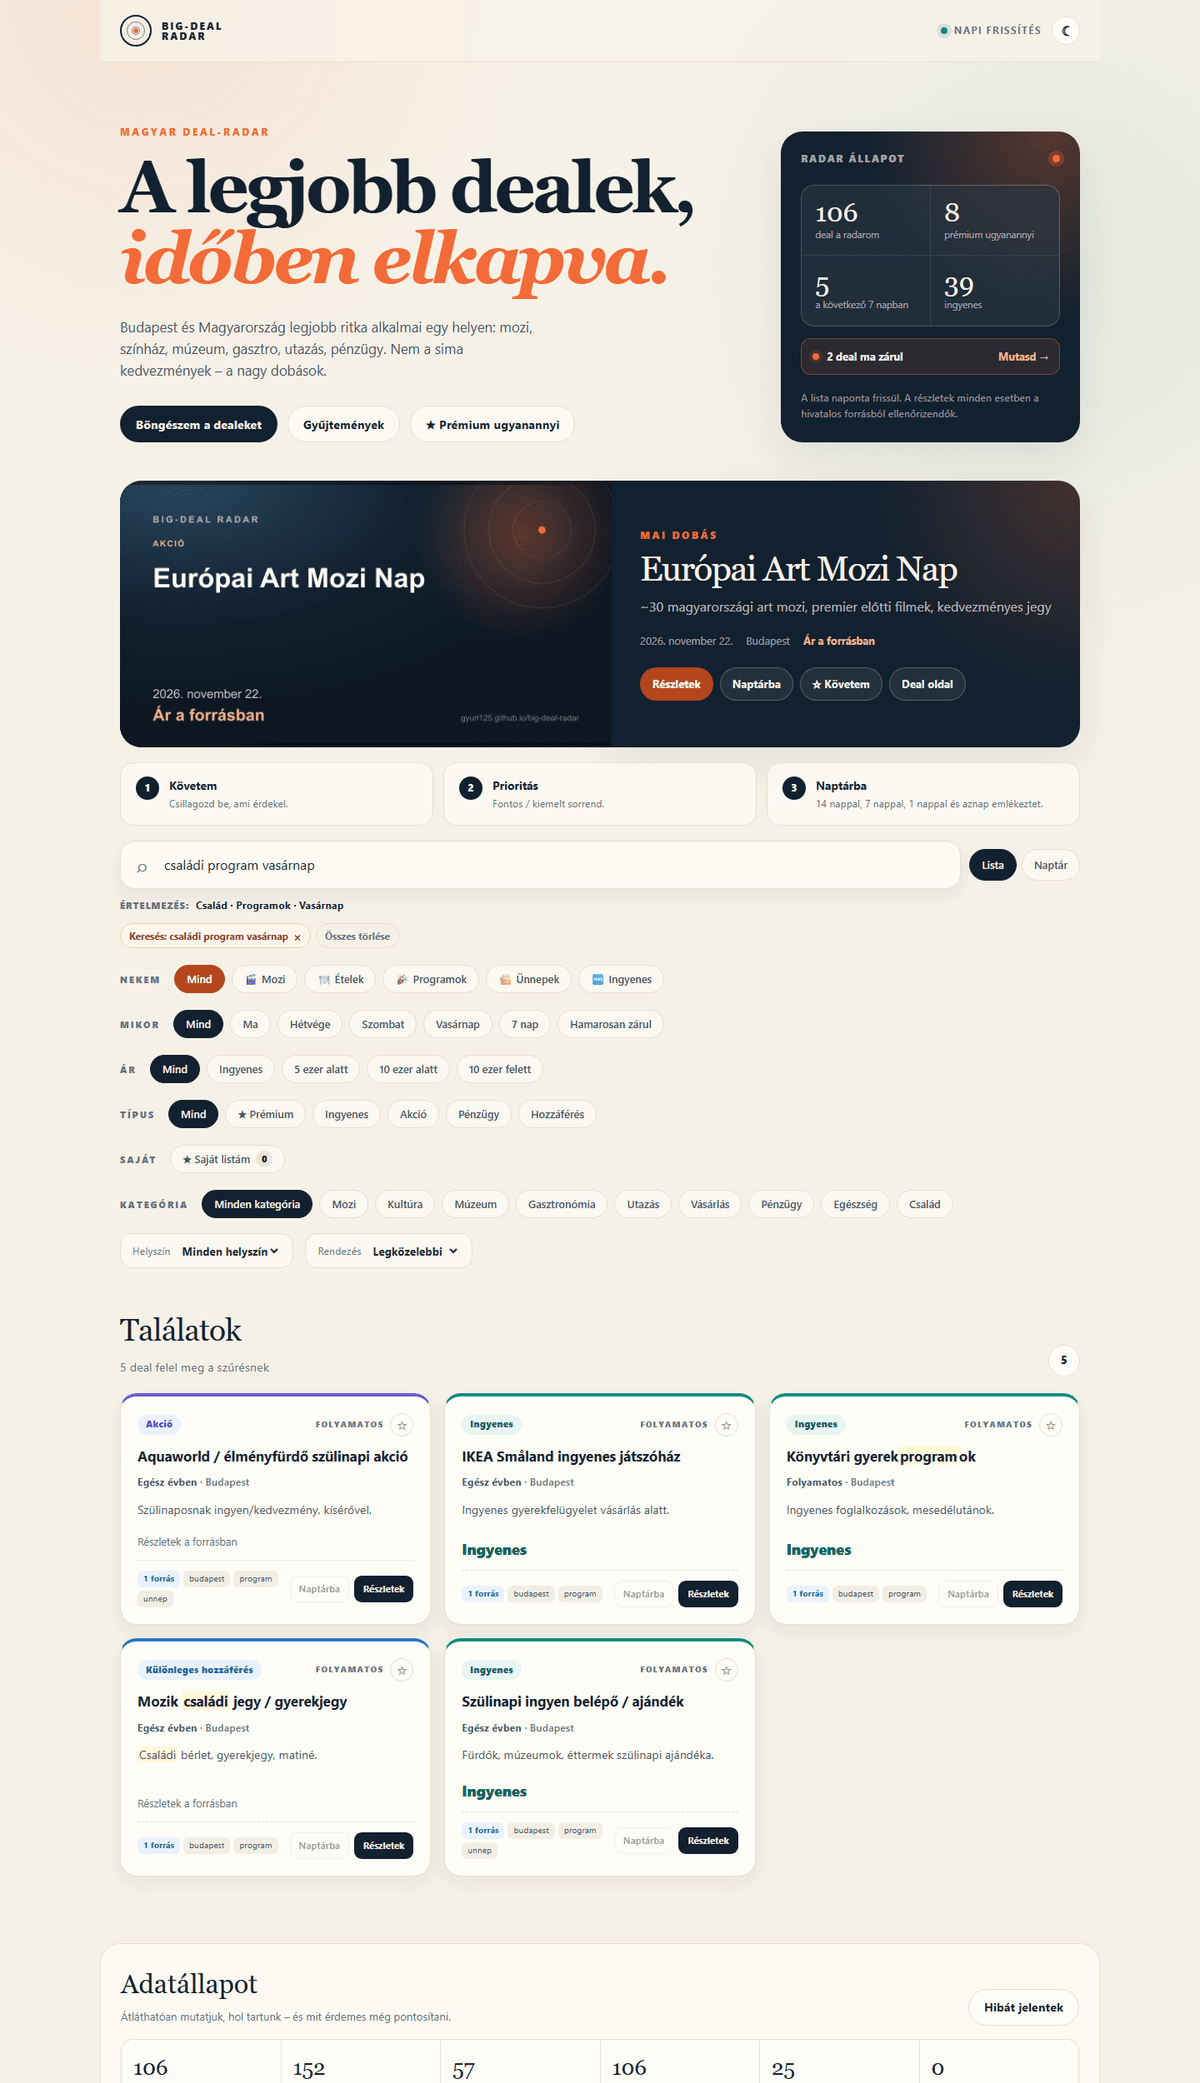 BIG-DEAL
RADAR
NAPI FRISSÍTÉS
MAGYAR DEAL-RADAR
A legjobb dealek,
időben elkapva.
Budapest és Magyarország legjobb ritka alkalmai egy helyen: mozi,
színház, múzeum, gasztro, utazás, pénzügy. Nem a sima
kedvezmények – a nagy dobások.
Böngészem a dealeket
Gyűjtemények
★ Prémium ugyanannyi
RADAR ÁLLAPOT
106
deal a radarom
8
prémium ugyanannyi
5
a következő 7 napban
39
ingyenes
2 deal ma zárul
Mutasd →
A lista naponta frissül. A részletek minden esetben a
hivatalos forrásból ellenőrizendők.
BIG-DEAL RADAR
AKCIÓ
Európai Art Mozi Nap
2026. november 22.
Ár a forrásban
gyuri125.github.io/big-deal-radar
MAI DOBÁS
Európai Art Mozi Nap
~30 magyarországi art mozi, premier előtti filmek, kedvezményes jegy
2026. november 22. Budapest Ár a forrásban
Részletek
Naptárba
☆ Követem
Deal oldal
1
Követem
Csillagozd be, ami érdekel.
2
Prioritás
Fontos / kiemelt sorrend.
3
Naptárba
14 nappal, 7 nappal, 1 nappal és aznap emlékeztet.
családi program vasárnap
Lista
Naptár
ÉRTELMEZÉS: Család · Programok · Vasárnap
Keresés: családi program vasárnap ×
Összes törlése
NEKEM Mind Mozi Ételek Programok Ünnepek Ingyenes
MIKOR Mind Ma Hétvége Szombat Vasárnap 7 nap Hamarosan zárul
ÁR Mind Ingyenes 5 ezer alatt 10 ezer alatt 10 ezer felett
TÍPUS Mind ★ Prémium Ingyenes Akció Pénzügy Hozzáférés
SAJÁT ★ Saját listám 0
KATEGÓRIA Minden kategória Mozi Kultúra Múzeum Gasztronómia Utazás Vásárlás Pénzügy Egészség Család
Helyszín Minden helyszín
Rendezés Legközelebbi
Találatok
5 deal felel meg a szűrésnek
5
Akció
FOLYAMATOS ☆
Aquaworld / élményfürdő szülinapi akció
Egész évben · Budapest
Szülinaposnak ingyen/kedvezmény, kísérővel.
Részletek a forrásban
1 forrás budapest program
unnep
Naptárba
Részletek
Ingyenes
FOLYAMATOS ☆
IKEA Småland ingyenes játszóház
Egész évben · Budapest
Ingyenes gyerekfelügyelet vásárlás alatt.
Ingyenes
1 forrás budapest program
Naptárba
Részletek
Ingyenes
FOLYAMATOS ☆
Könyvtári gyerekprogramok
Folyamatos · Budapest
Ingyenes foglalkozások, mesedélutánok.
Ingyenes
1 forrás budapest program
Naptárba
Részletek
Különleges hozzáférés
FOLYAMATOS ☆
Mozik családi jegy / gyerekjegy
Egész évben · Budapest
Családi bérlet, gyerekjegy, matiné.
Részletek a forrásban
1 forrás budapest program
Naptárba
Részletek
Ingyenes
FOLYAMATOS ☆
Szülinapi ingyen belépő / ajándék
Egész évben · Budapest
Fürdők, múzeumok, éttermek szülinapi ajándéka.
Ingyenes
1 forrás budapest program
unnep
Naptárba
Részletek
Adatállapot
Átláthatóan mutatjuk, hol tartunk – és mit érdemes még pontosítani.
Hibát jelentek
106 152 57 106 25 0